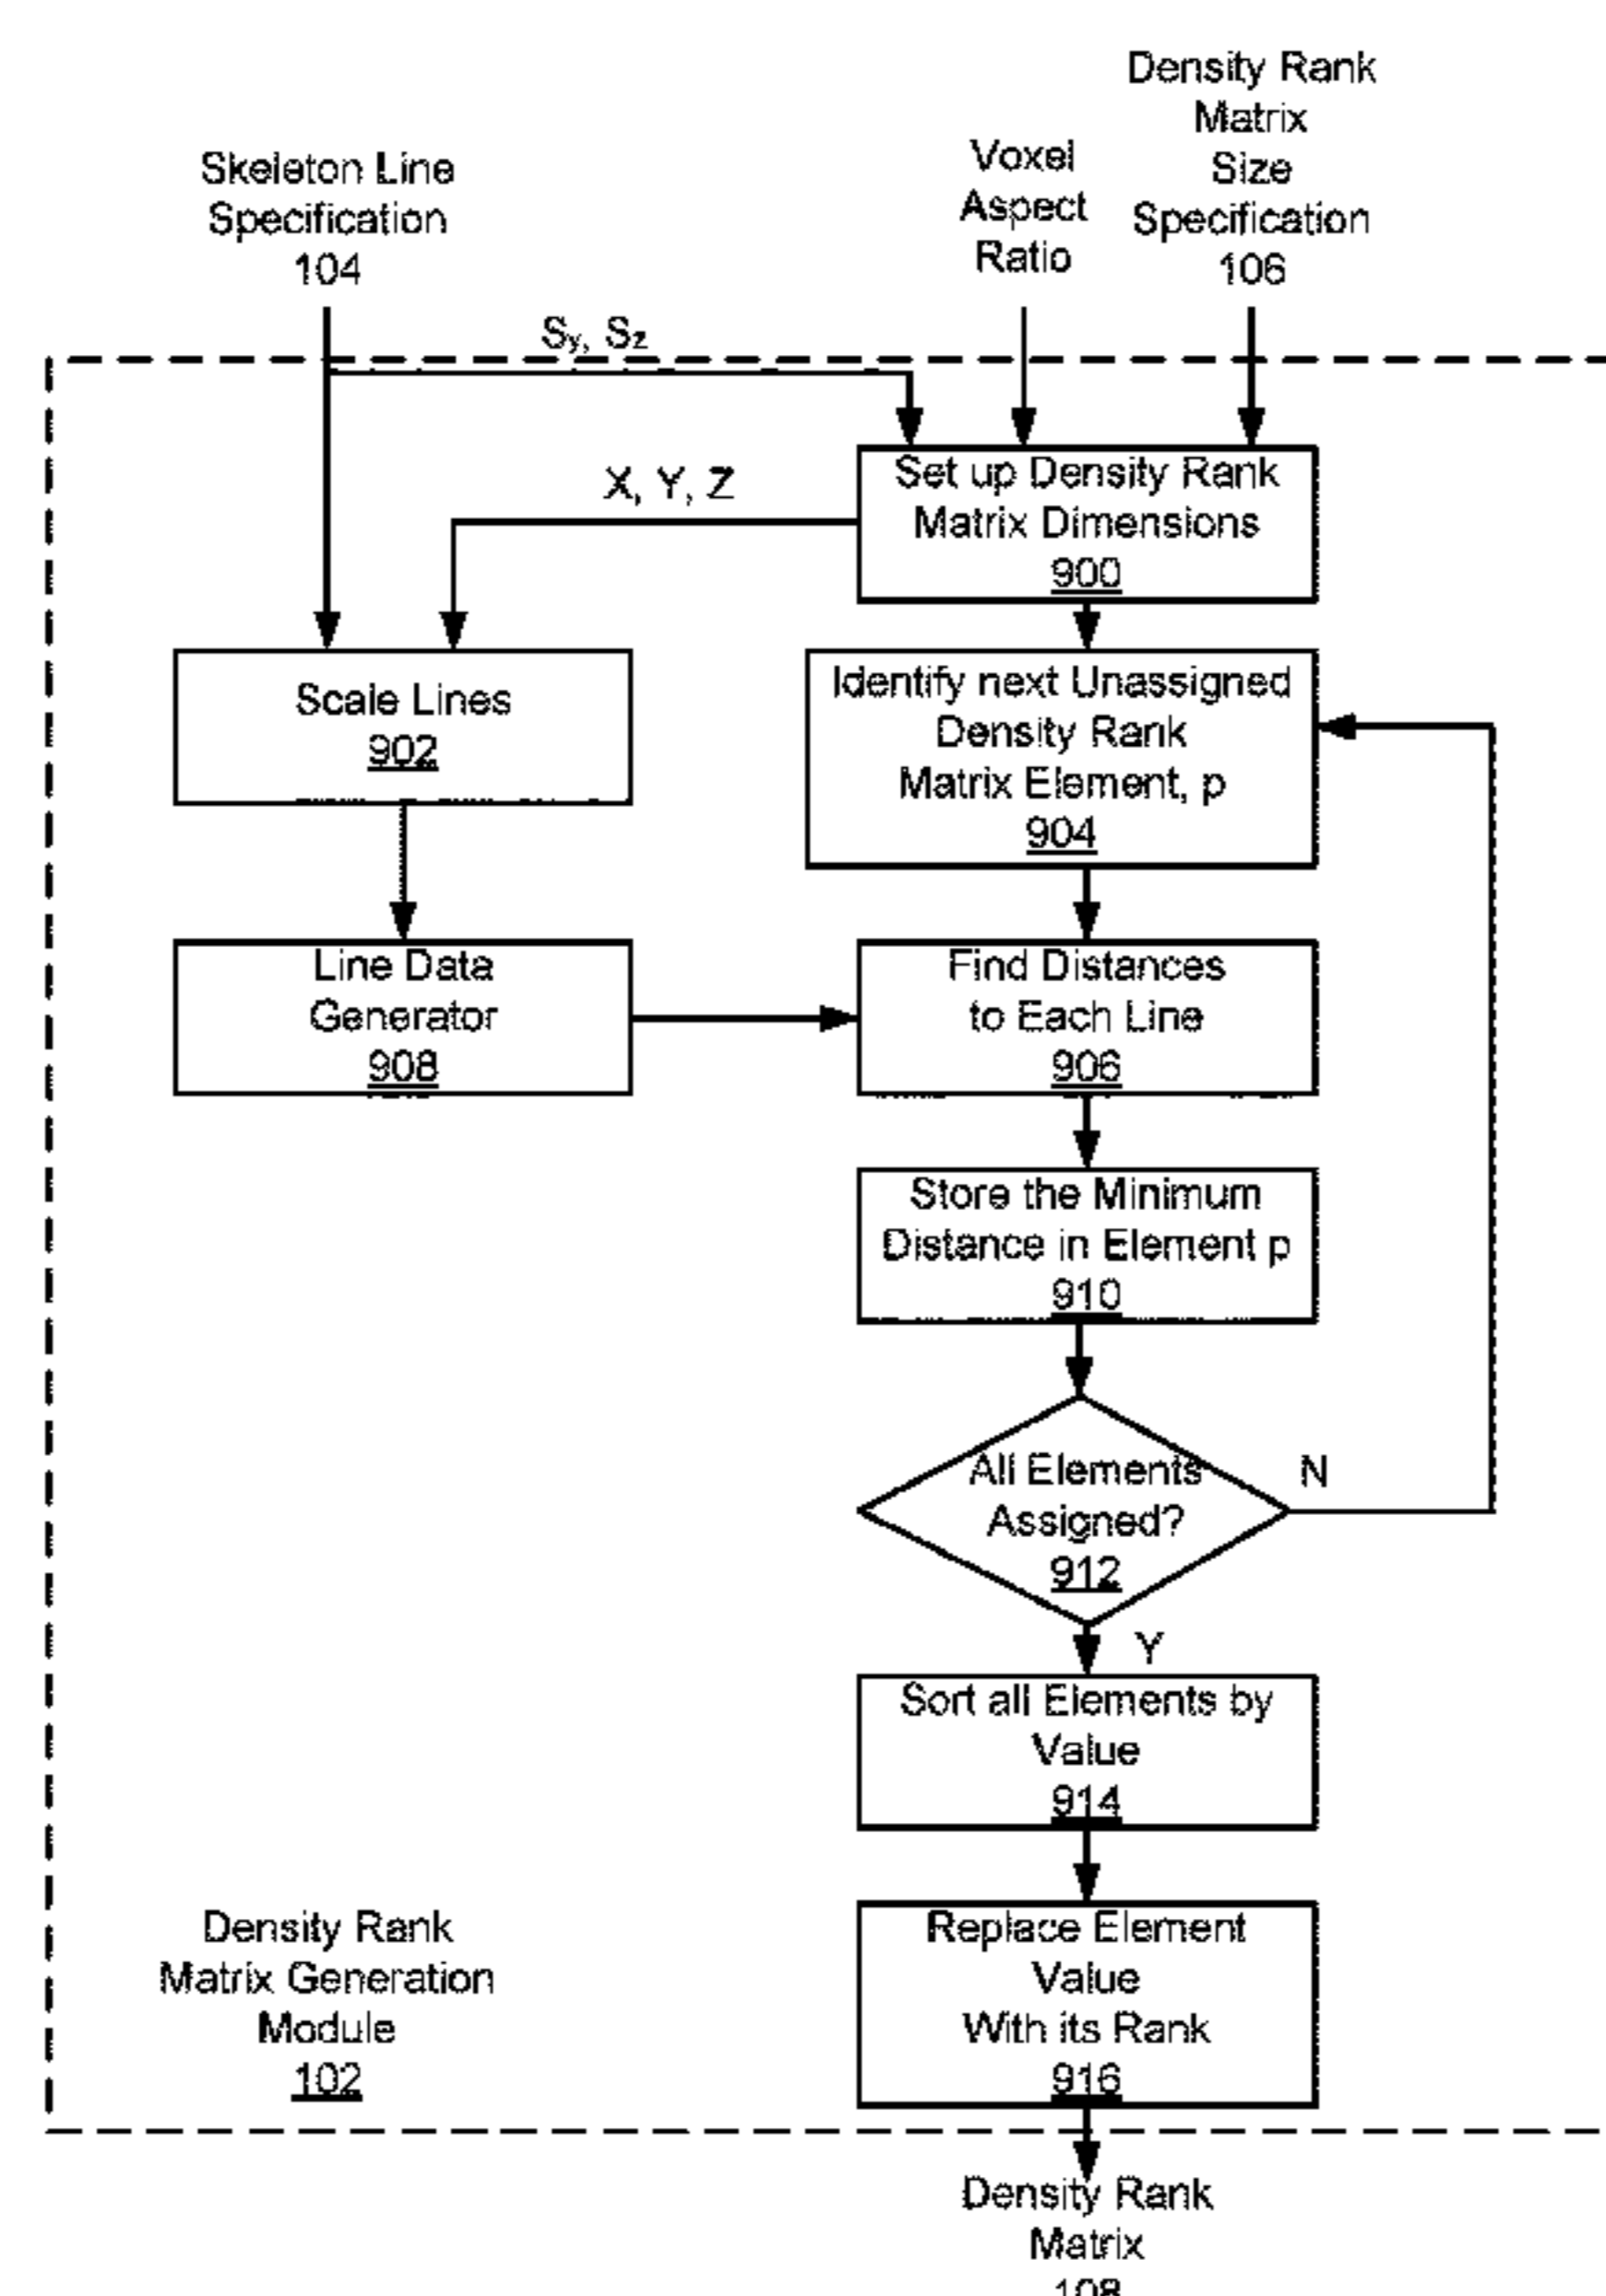 Density Rank
Matrix
Size
Specification
106
Voxel
Aspect
Ratio
Skeleton Line
Specification
104
Sy, Sz
X, Y, Z
Set up Density Rank
Matrix Dimensions
900
Scale Lines
902
Identify next Unassigned
Density Rank
Matrix Element, p
904
Line Data
Generator
908
Find Distances
to Each Line
906
Store the Minimum
Distance in Element p
910
All Elements
Assigned?
912
N
Y
Sort all Elements by
Value
914
Replace Element
Value
With its Rank
916
Density Rank
Matrix Generation
Module
102
Density Rank
Matrix
108